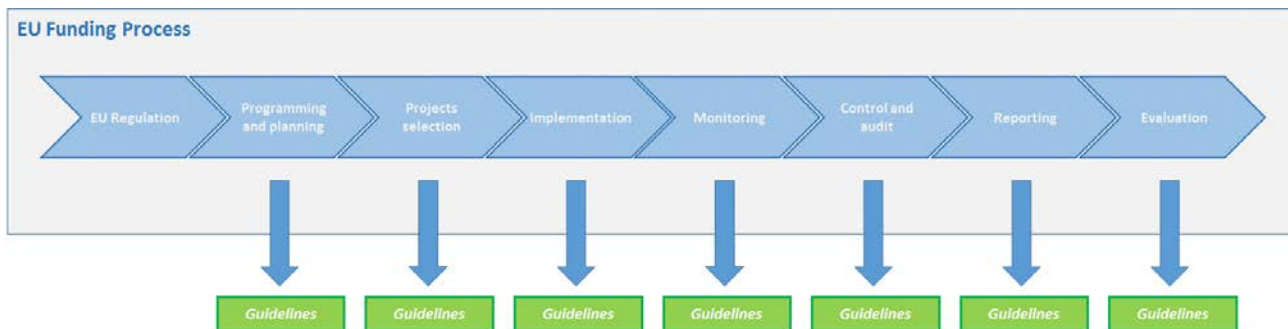 EU Funding Process
EU Regulation
Programming
and planning
Projects
selection
Implementation
Monitoring
Control and
audit
Reporting
Evaluation
Guidelines
Guidelines
Guidelines
Guidelines
Guidelines
Guidelines
Guidelines